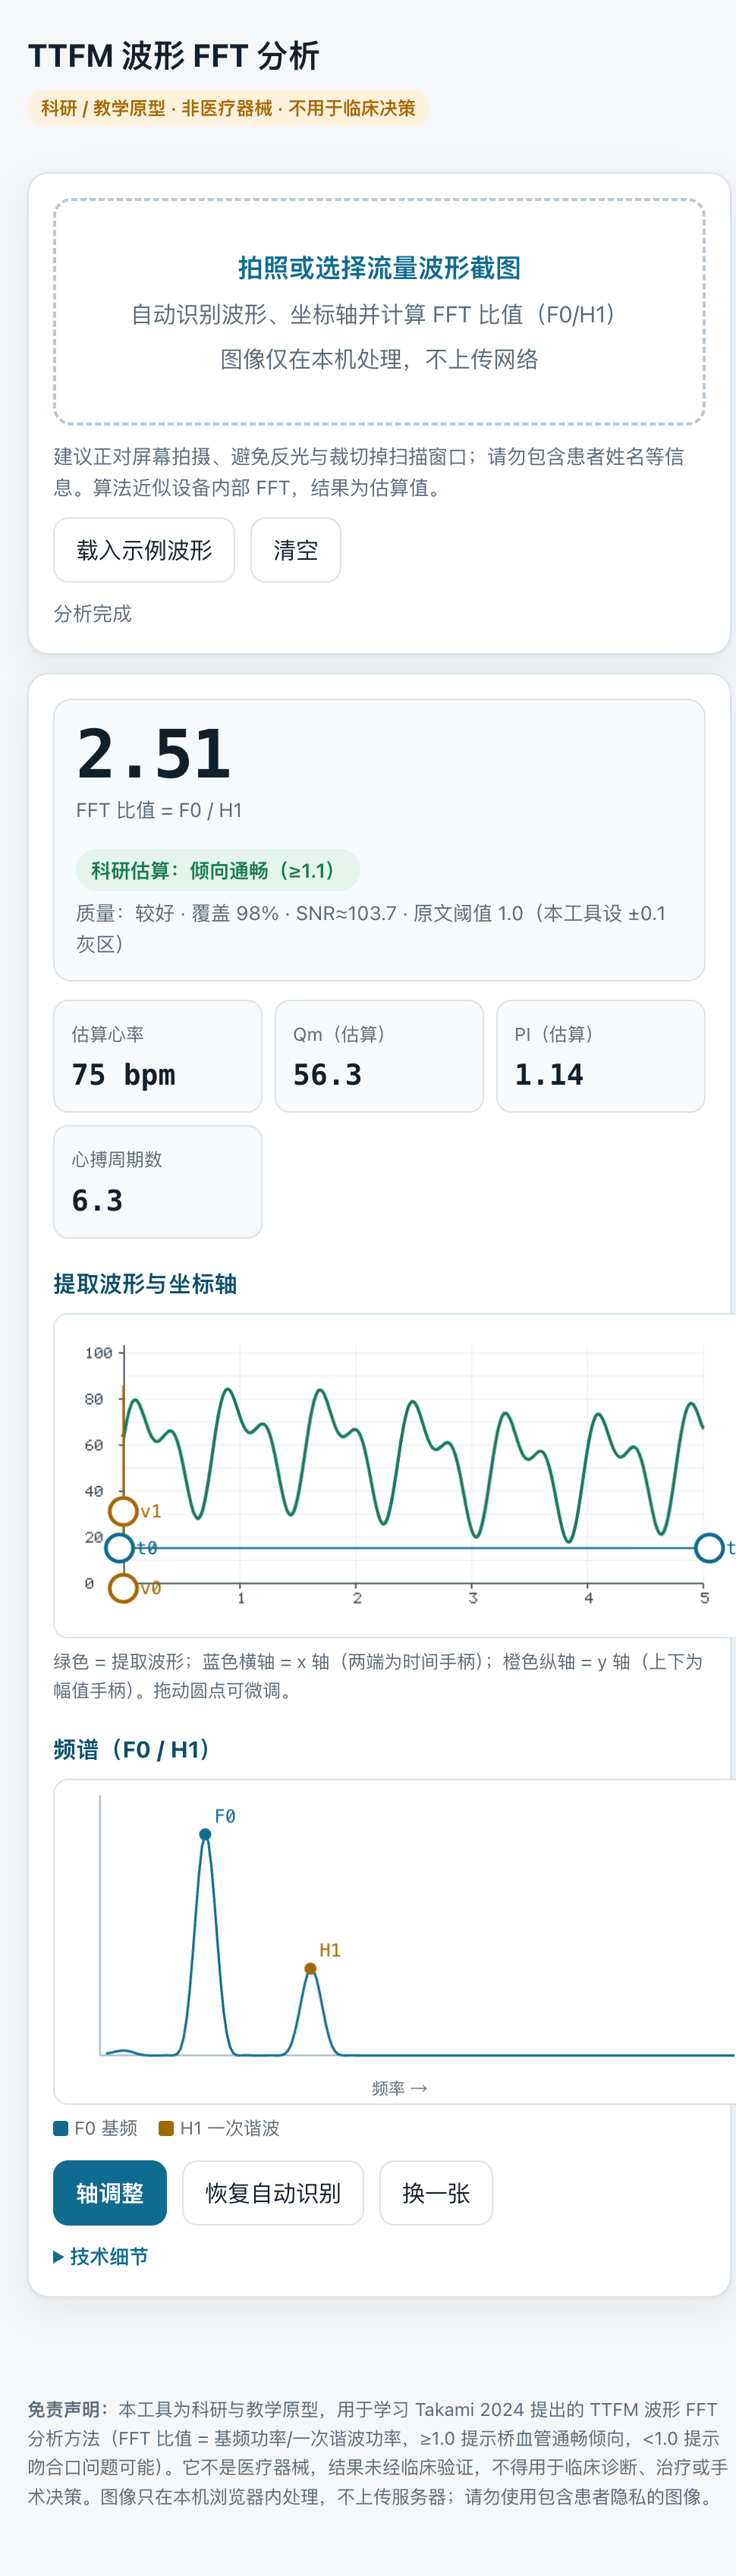 TTFM 波形 FFT 分析
科研 / 教学原型 · 非医疗器械 · 不用于临床决策
拍照或选择流量波形截图
自动识别波形、坐标轴并计算 FFT 比值（F0/H1）
图像仅在本机处理，不上传网络
建议正对屏幕拍摄、避免反光与裁切掉扫描窗口；请勿包含患者姓名等信
息。算法近似设备内部 FFT，结果为估算值。
载入示例波形 清空
分析完成
2.51
FFT 比值 = F0 / H1
科研估算：倾向通畅（≥1.1）
质量：较好 · 覆盖 98% · SNR≈103.7 · 原文阈值 1.0（本工具设 ±0.1
灰区）
估算心率 Qm（估算） PI（估算）
75 bpm 56.3 1.14
心搏周期数
6.3
提取波形与坐标轴
100
80
60
40
v1
20
t0 t
0 v0
1 2 3 4 5
绿色 = 提取波形；蓝色横轴 = x 轴（两端为时间手柄）；橙色纵轴 = y 轴（上下为
幅值手柄）。拖动圆点可微调。
频谱（F0 / H1）
F0
H1
频率 →
F0 基频 H1 一次谐波
轴调整 恢复自动识别 换一张
▶ 技术细节
免责声明：本工具为科研与教学原型，用于学习 Takami 2024 提出的 TTFM 波形 FFT
分析方法（FFT 比值 = 基频功率/一次谐波功率，≥1.0 提示桥血管通畅倾向，<1.0 提示
吻合口问题可能）。它不是医疗器械，结果未经临床验证，不得用于临床诊断、治疗或手
术决策。图像只在本机浏览器内处理，不上传服务器；请勿使用包含患者隐私的图像。